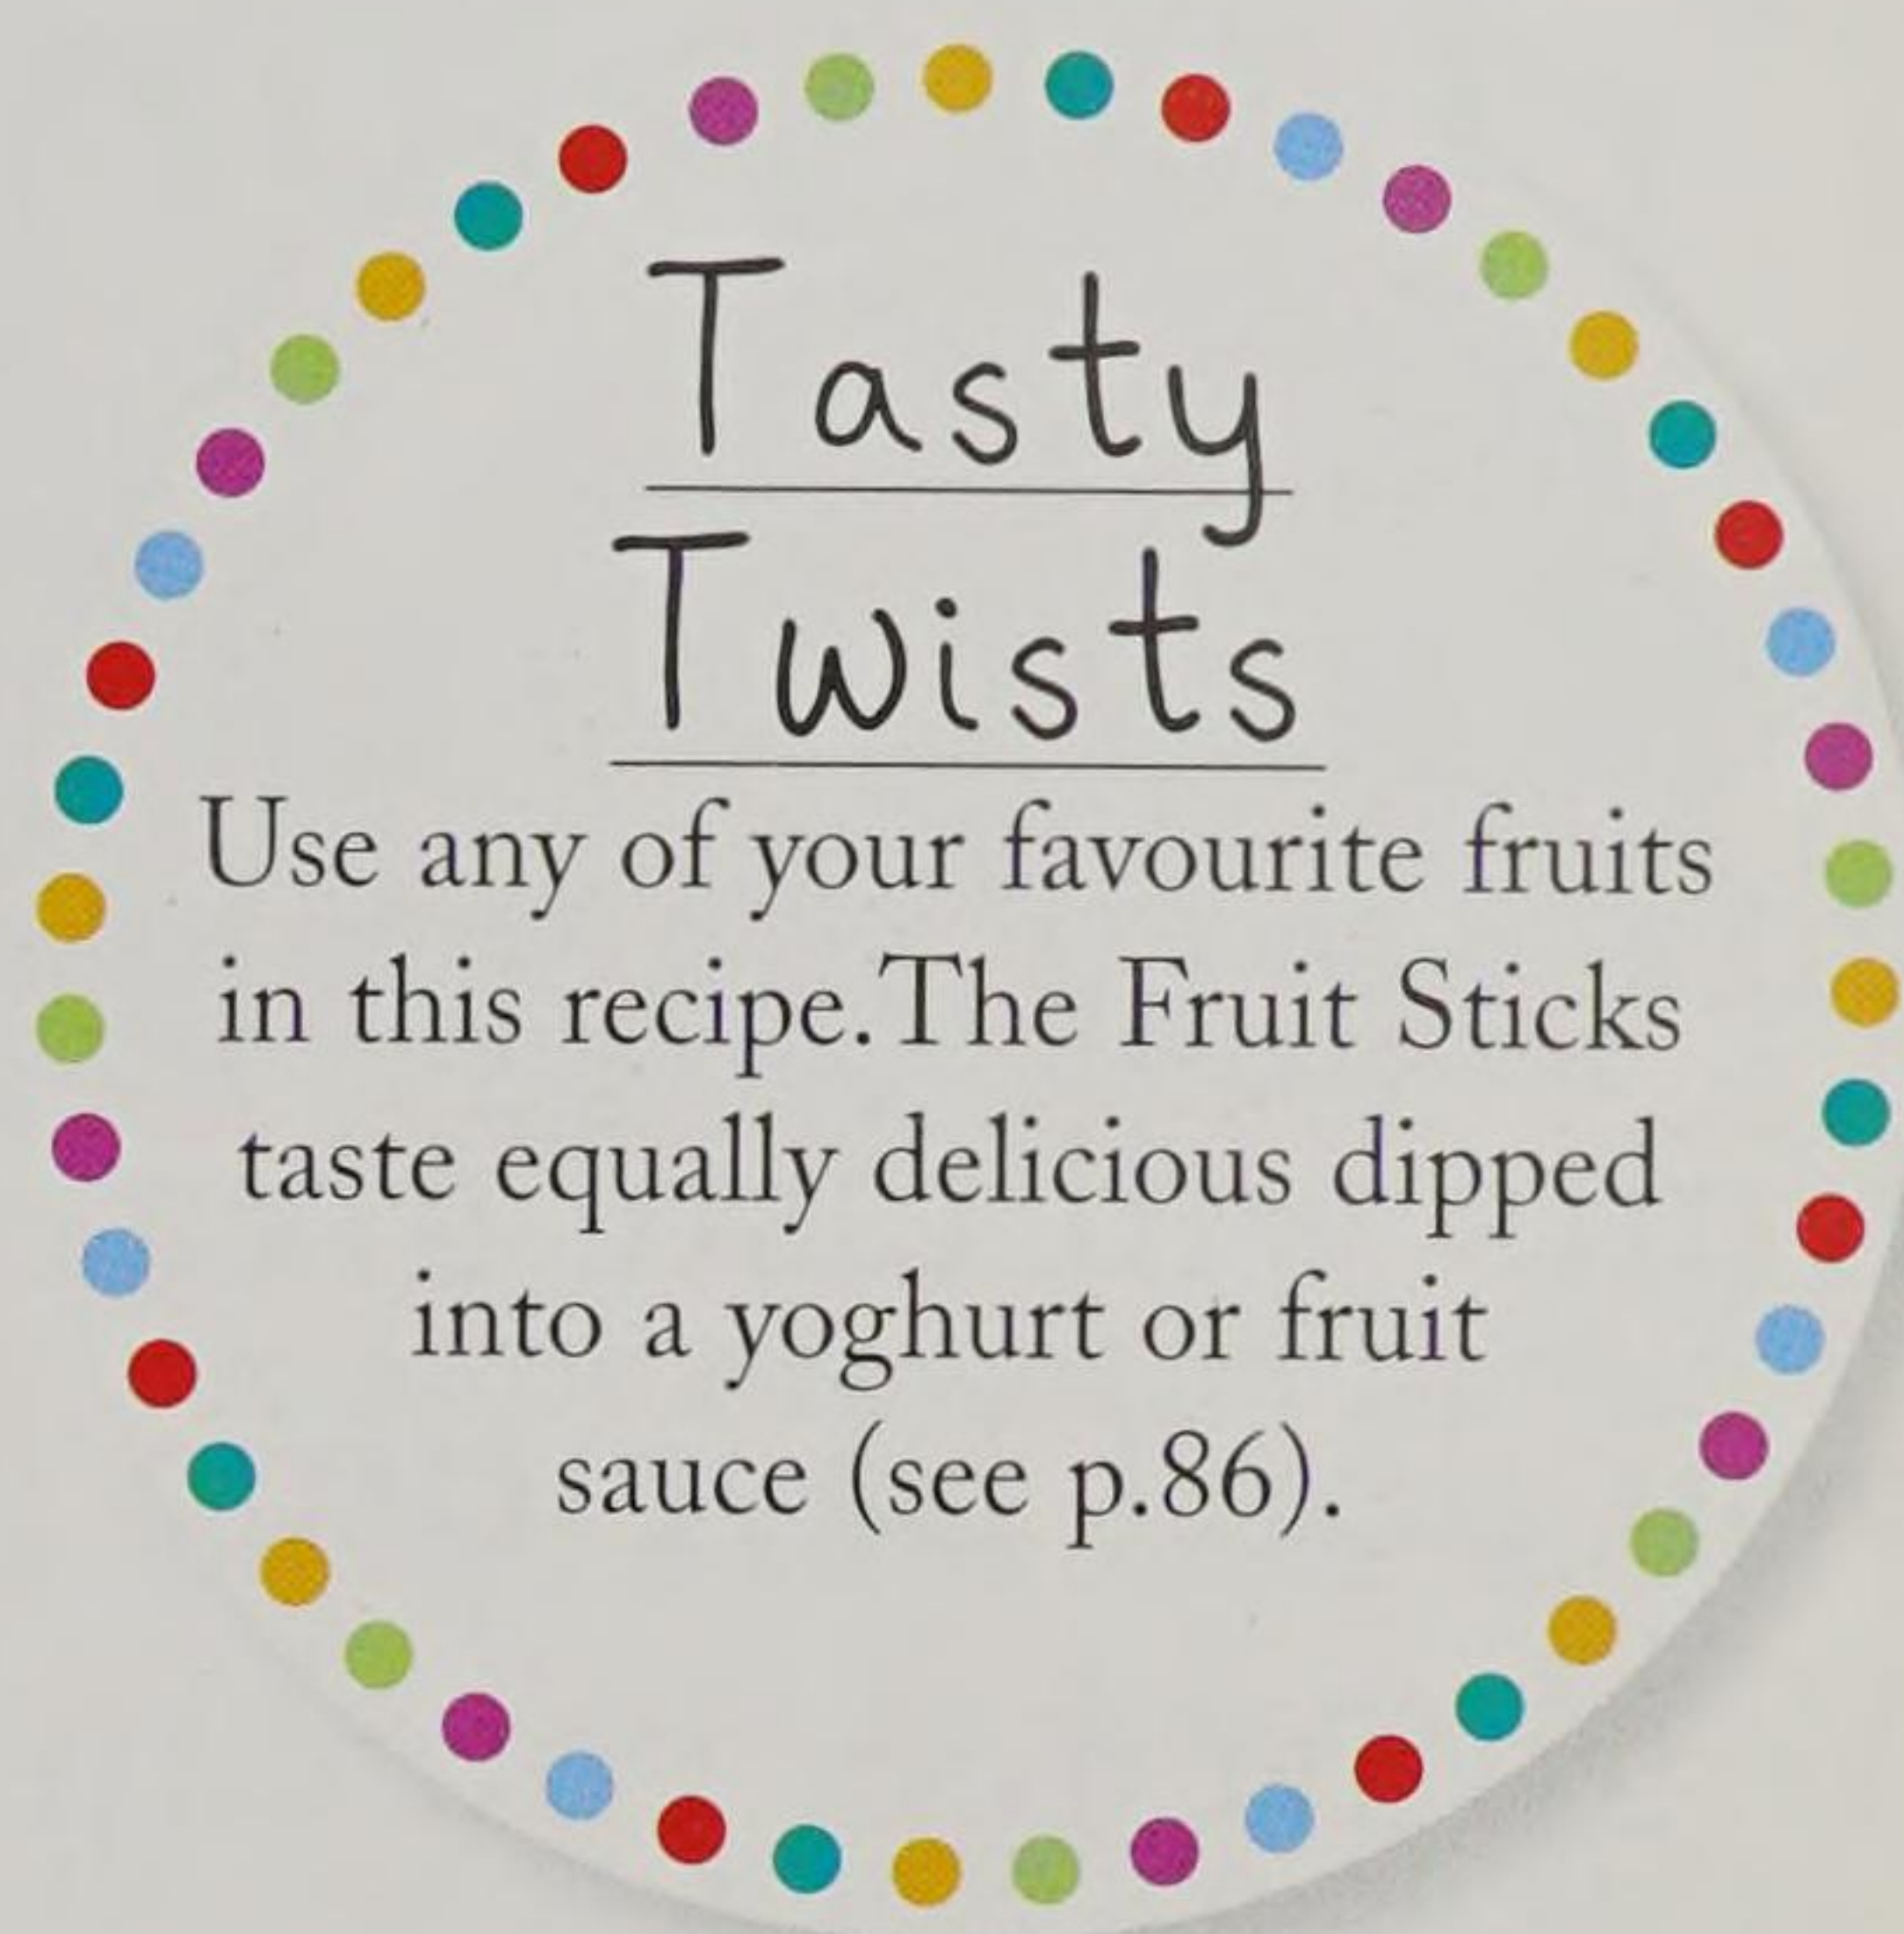 Tasty
Twists
Use any of your favourite fruits
in this recipe.The Fruit Sticks
taste equally delicious dipped
into a yoghurt or fruit
sauce (see p.86).